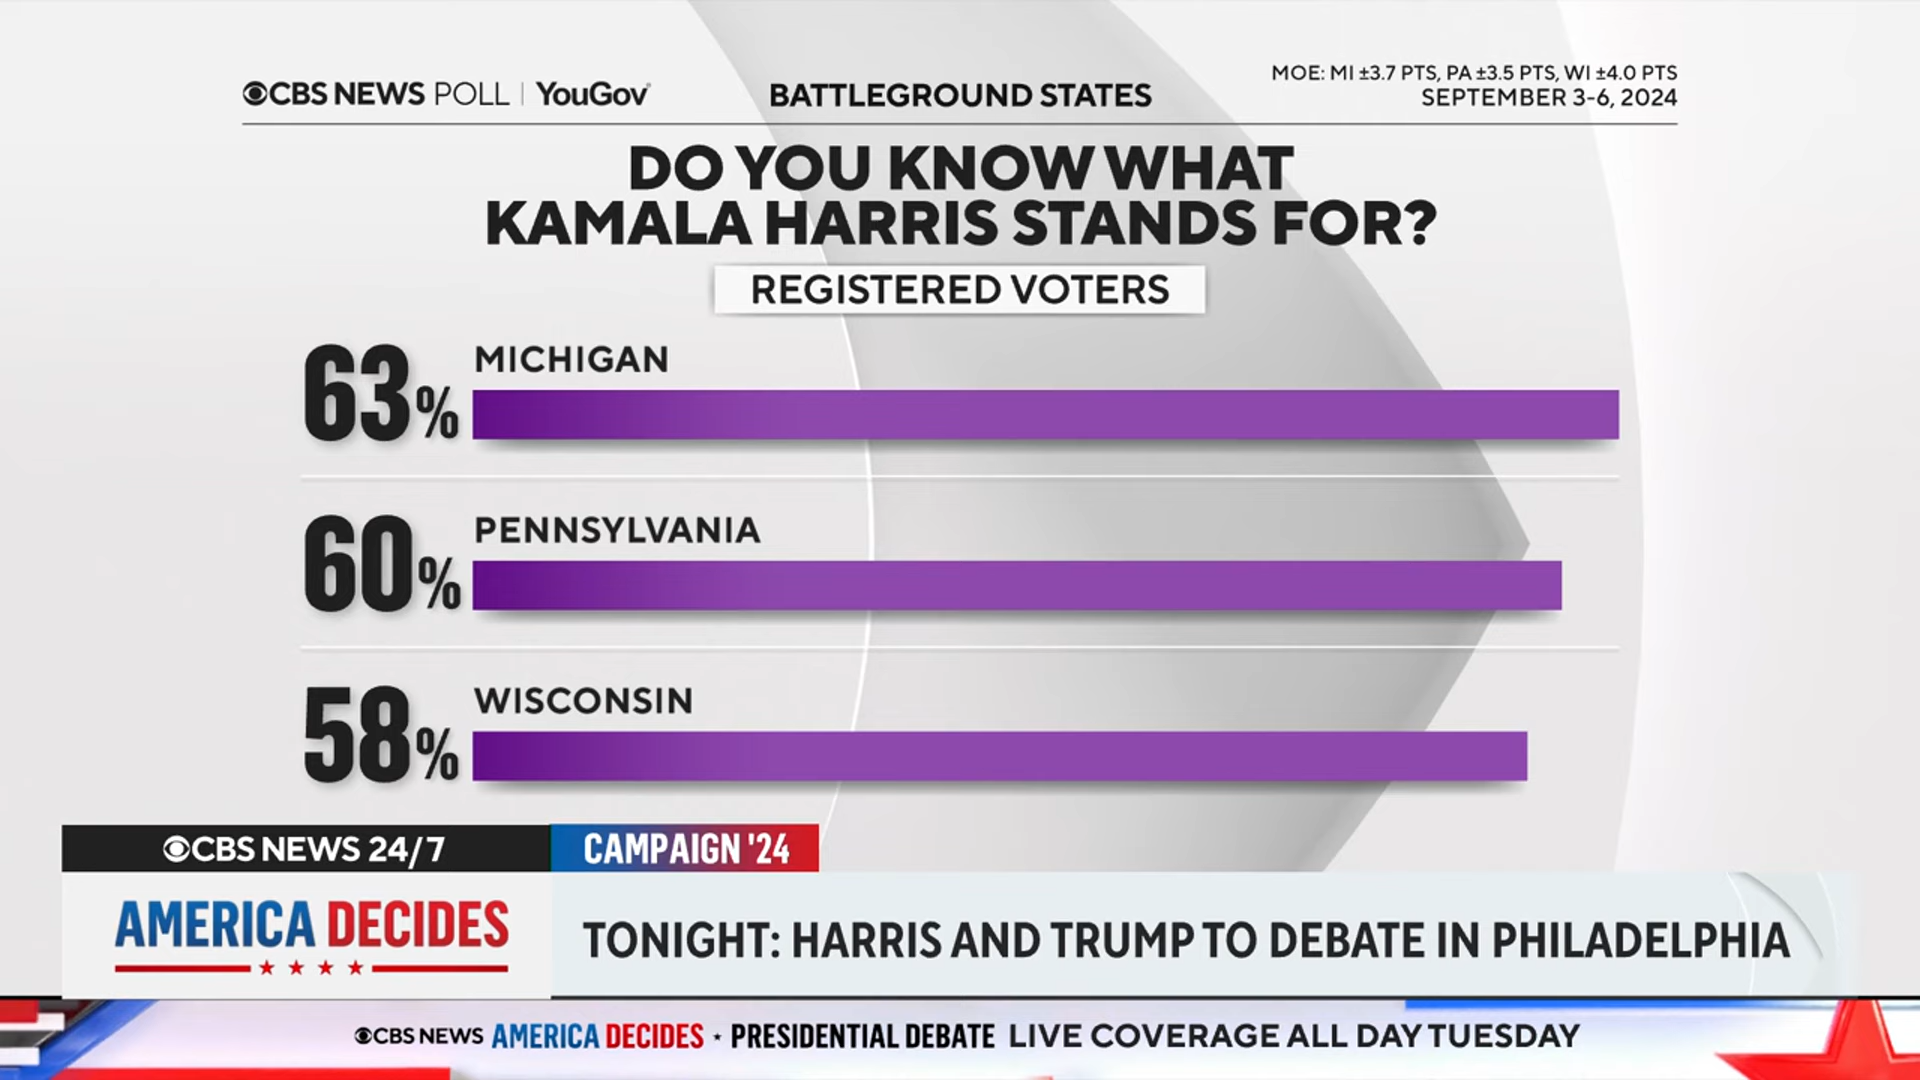 CBS NEWS POLL | YouGov
BATTLEGROUND STATES
MOE: MI ±3.7 PTS, PA ±3.5 PTS, WI ±4.0 PTS
SEPTEMBER 3-6, 2024
DO YOU KNOW WHAT
KAMALA HARRIS STANDS FOR?
REGISTERED VOTERS
63% MICHIGAN
60% PENNSYLVANIA
58% WISCONSIN
CBS NEWS 24/7
CAMPAIGN '24
AMERICA DECIDES
TONIGHT: HARRIS AND TRUMP TO DEBATE IN PHILADELPHIA
CBS NEWS AMERICA DECIDES • PRESIDENTIAL DEBATE LIVE COVERAGE ALL DAY TUESDAY